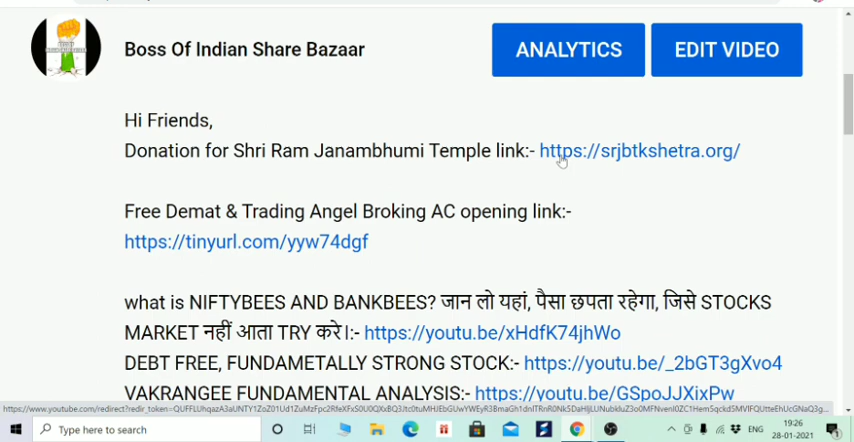 Boss Of Indian Share Bazaar
ANALYTICS
EDIT VIDEO
Hi Friends,
Donation for Shri Ram Janambhumi Temple link:- https://srjbtkshetra.org/
Free Demat & Trading Angel Broking AC opening link:-
https://tinyurl.com/yyw74dgf
what is NIFTYBEES AND BANKBEES? जान लो यहां, पैसा छपता रहेगा, जिसे STOCKS
MARKET नहीं आता TRY करे।:- https://youtu.be/xHdfK74jhWo
DEBT FREE, FUNDAMETALLY STRONG STOCK:- https://youtu.be/_2bGT3gXvo4
VAKRANGEE FUNDAMENTAL ANALYSIS:- https://youtu.be/GSpoJJXixPw
Type here to search
ENG
19:26
28-01-2021